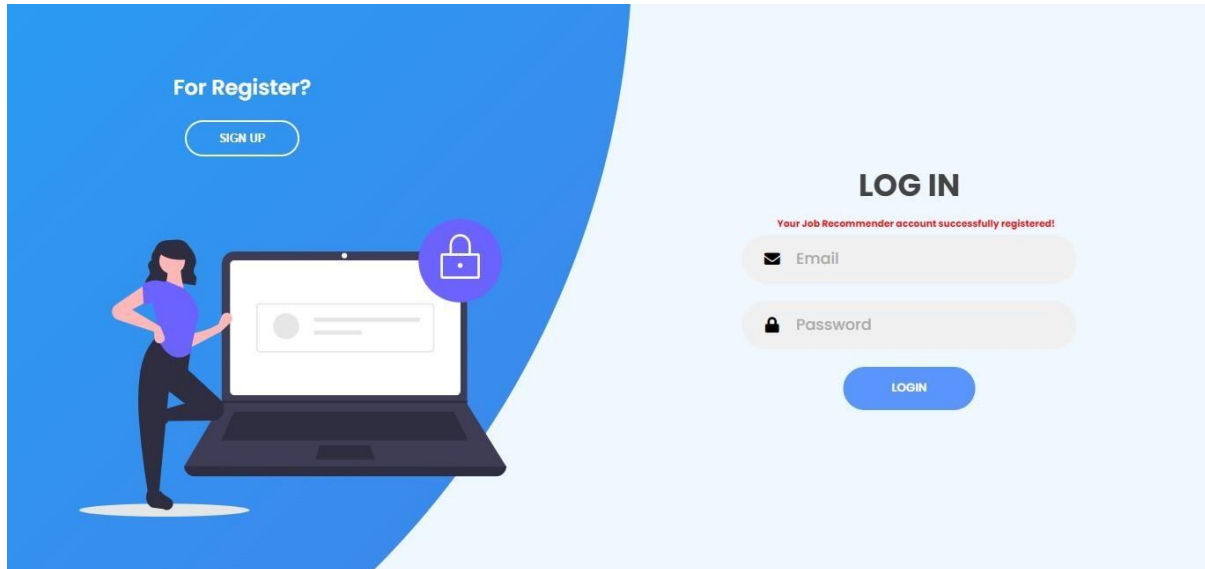 For Register?
SIGN UP
LOG IN
Your Job Recommender account successfully registered!
Email
Password
LOGIN